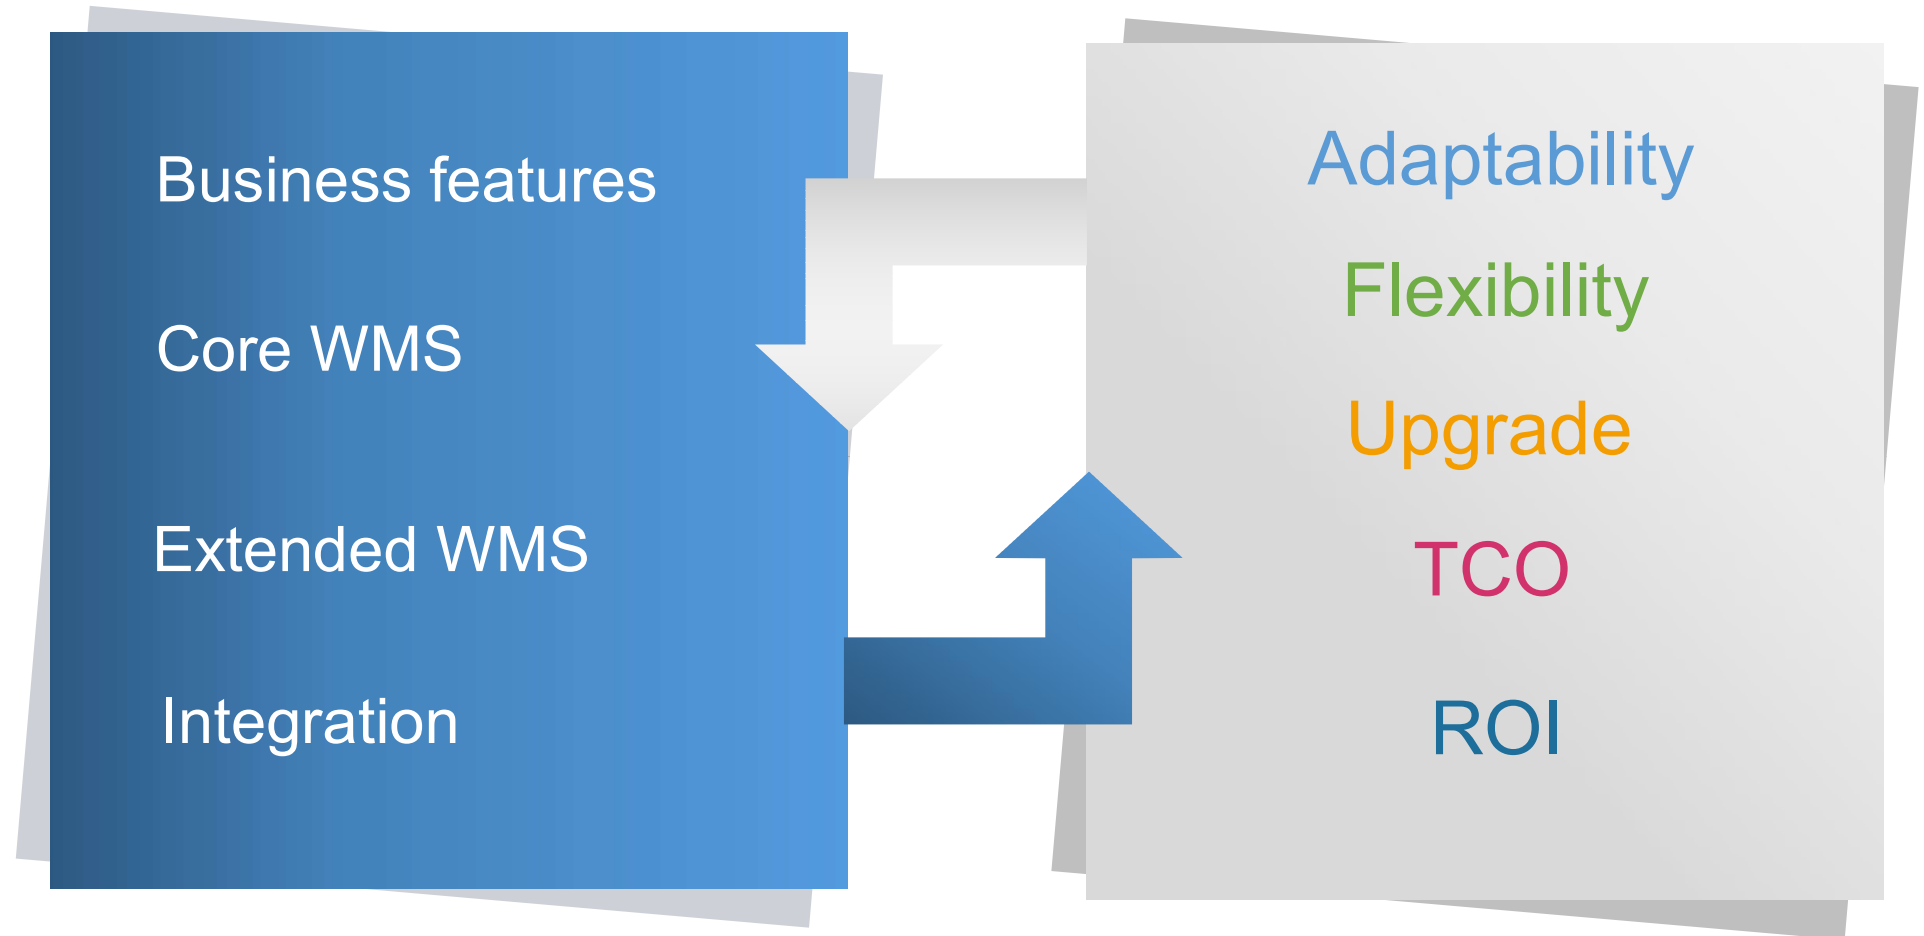 Business features
Core WMS
Extended WMS
Integration
Adaptability
Flexibility
Upgrade
TCO
ROI